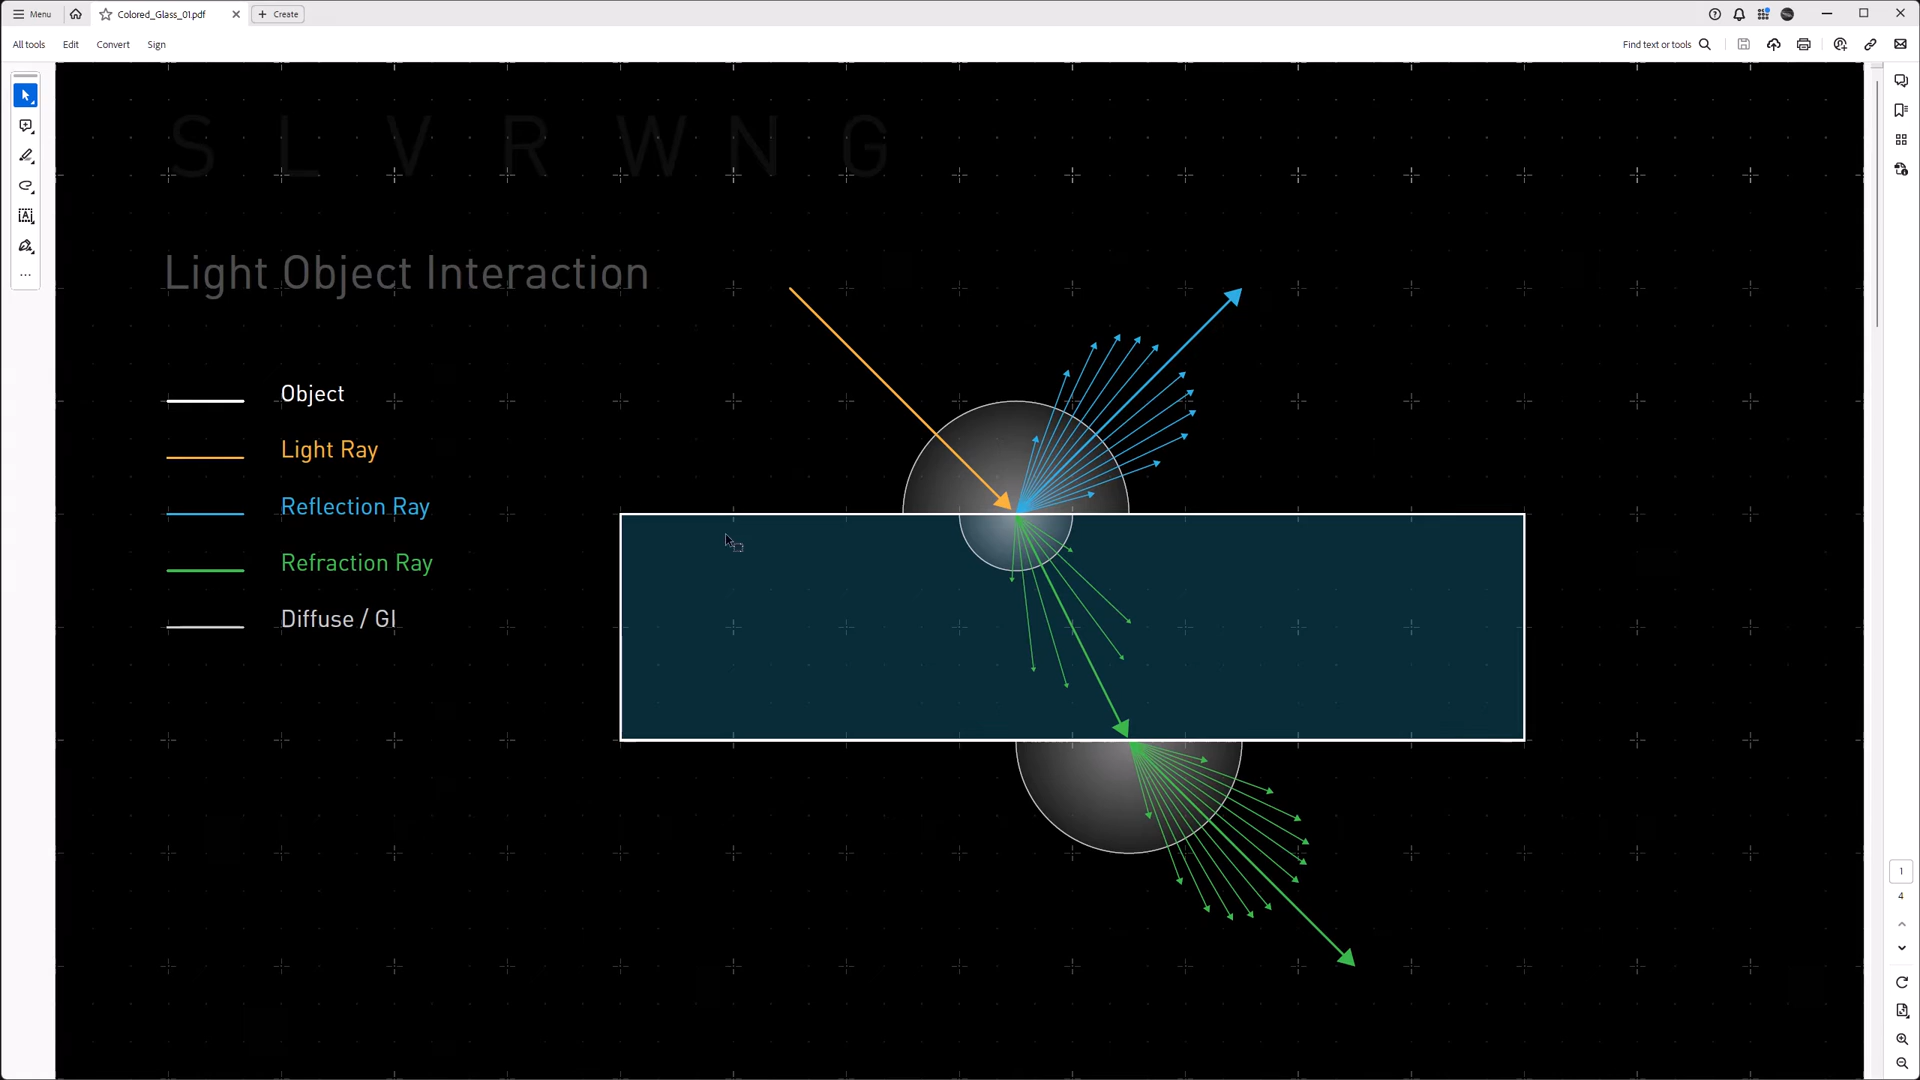 Menu
Colored_Glass_01.pdf
Create
All tools
Edit
Convert
Sign
Find text or tools
S L V R W N G
Light Object Interaction
Object
Light Ray
Reflection Ray
Refraction Ray
Diffuse / GI
1
4